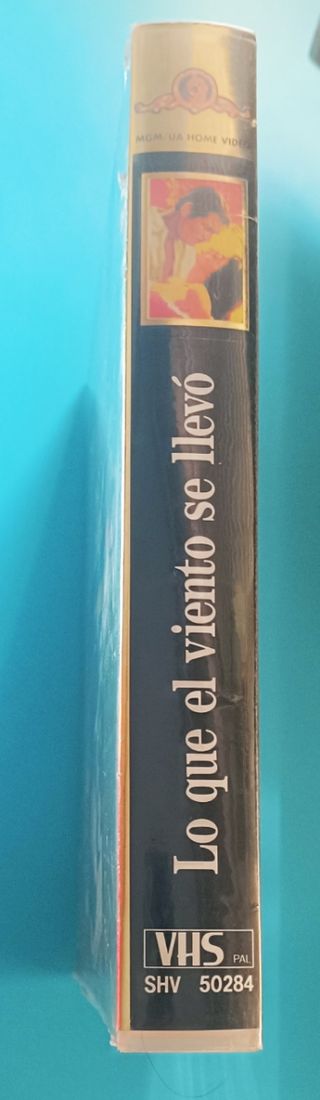 MGM/UA HOME VIDEO
Lo que el viento se llevó
VHS PAL
SHV 50284